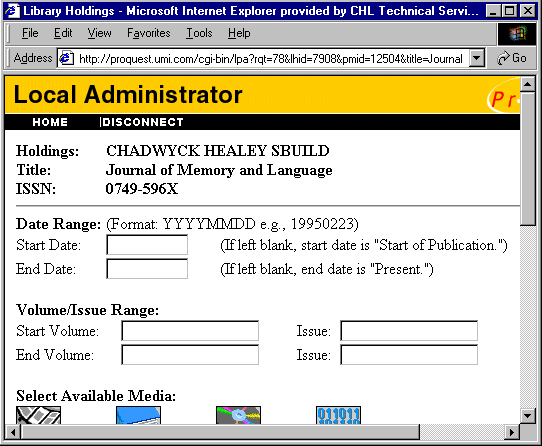 Library Holdings - Microsoft Internet Explorer provided by CHL Technical Servi...
File Edit View Favorites Tools Help
Address http://proquest.umi.com/cgi-bin/lpa?rqt=78&lhid=7908&pmid=12504&title=Journal Go
Local Administrator Pr
HOME |DISCONNECT
Holdings: CHADWYCK HEALEY SBUILD
Title: Journal of Memory and Language
ISSN: 0749-596X
Date Range: (Format: YYYYMMDD e.g., 19950223)
Start Date: (If left blank, start date is "Start of Publication.")
End Date: (If left blank, end date is "Present.")
Volume/Issue Range:
Start Volume: Issue:
End Volume: Issue:
Select Available Media:
011011
101110